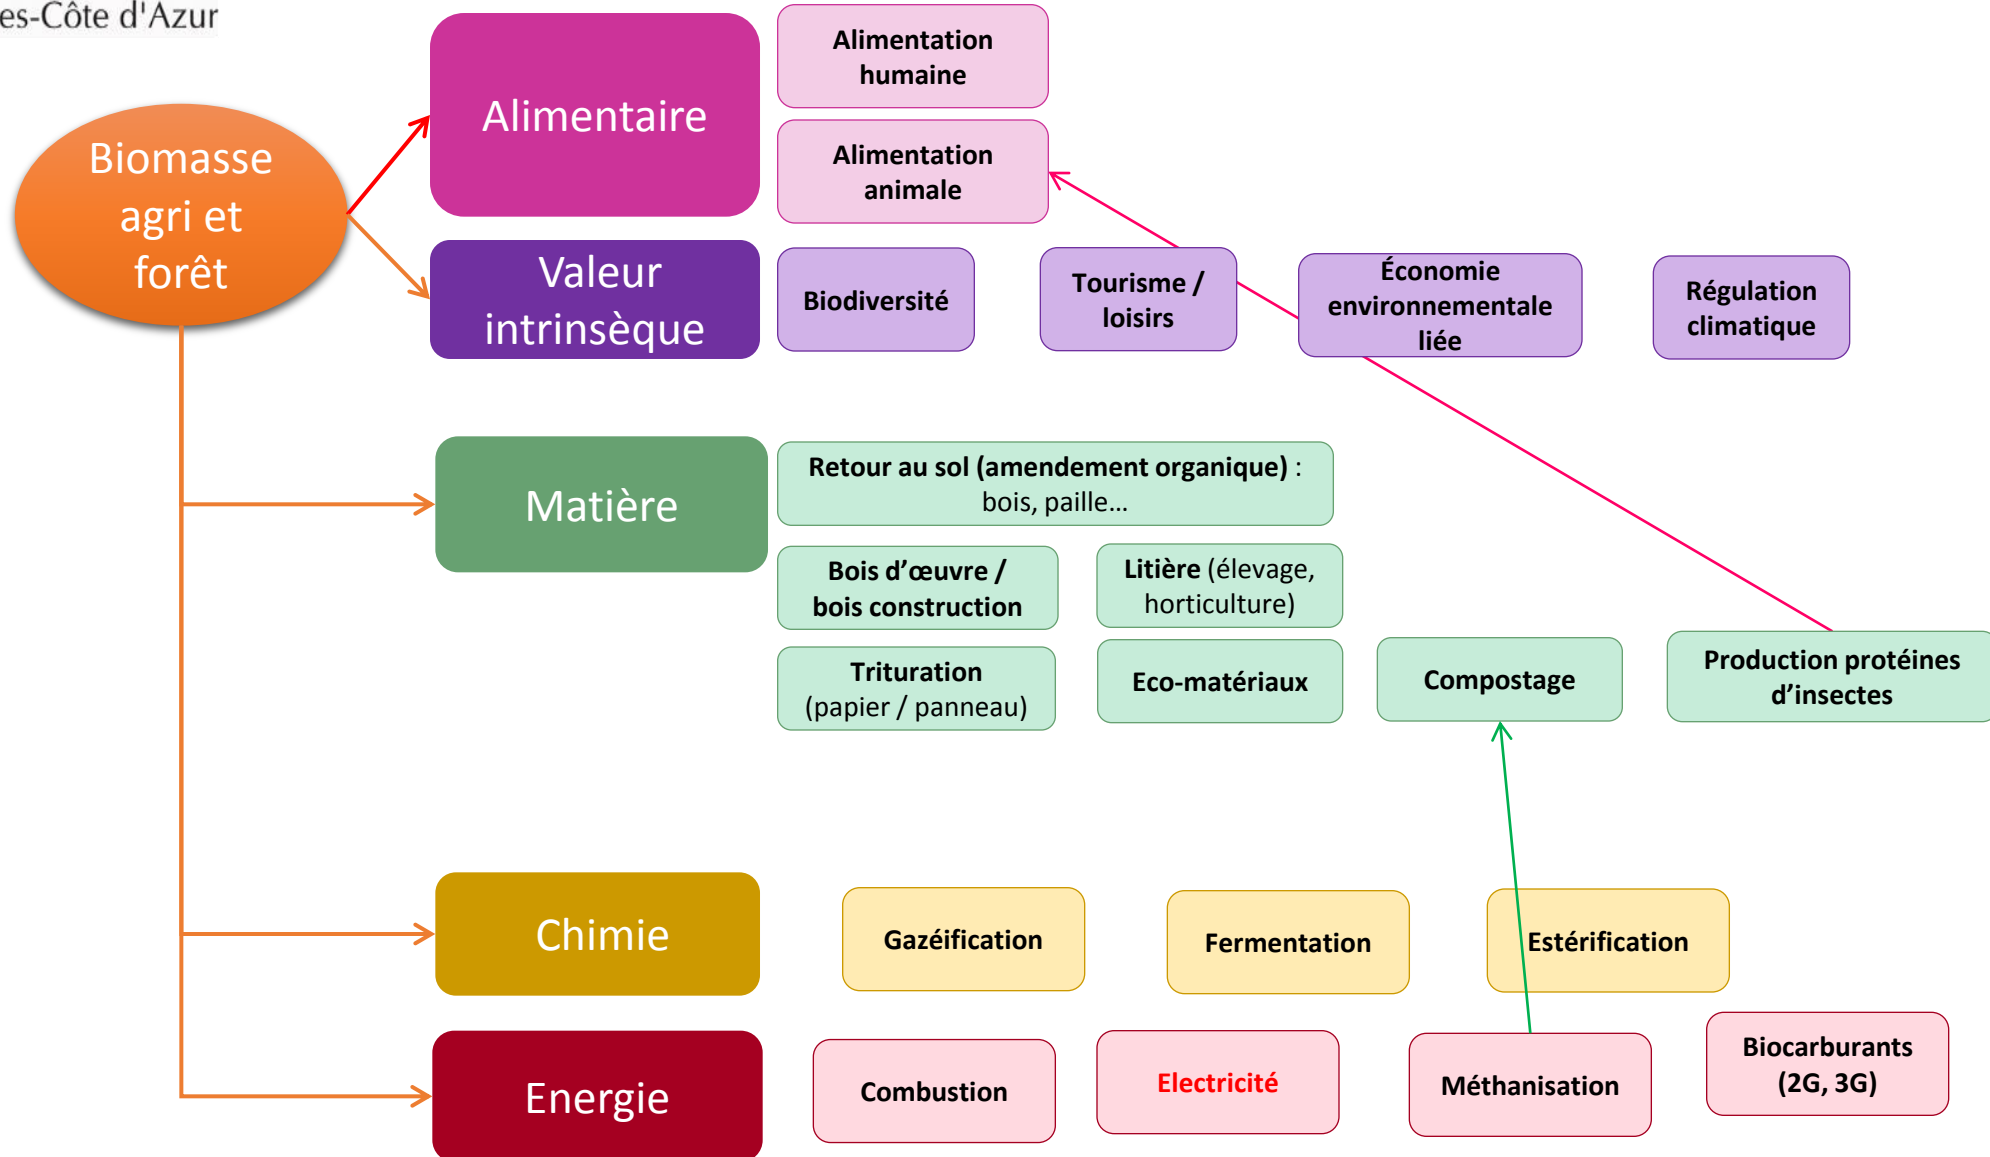 es-Côte d'Azur
Biomasse
agri et
forêt
Alimentaire
Alimentation
humaine
Alimentation
animale
Valeur
intrinsèque
Biodiversité
Tourisme /
loisirs
Économie
environnementale
liée
Régulation
climatique
Matière
Retour au sol (amendement organique) :
bois, paille…
Bois d’œuvre /
bois construction
Litière (élevage,
horticulture)
Trituration
(papier / panneau)
Eco-matériaux
Compostage
Production protéines
d’insectes
Chimie
Gazéification
Fermentation
Estérification
Energie
Combustion
Electricité
Méthanisation
Biocarburants
(2G, 3G)